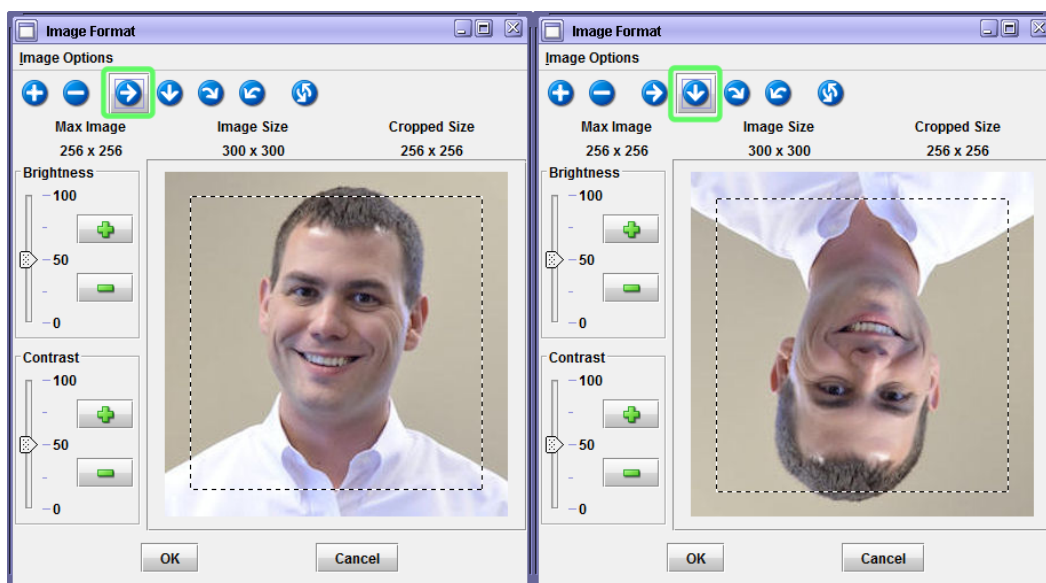 Image Format
Image Options
Max Image Image Size Cropped Size
256 x 256 300 x 300 256 x 256
Brightness
100
50
0
Contrast
100
50
0
OK Cancel
Image Format
Image Options
Max Image Image Size Cropped Size
256 x 256 300 x 300 256 x 256
Brightness
100
50
0
Contrast
100
50
0
OK Cancel